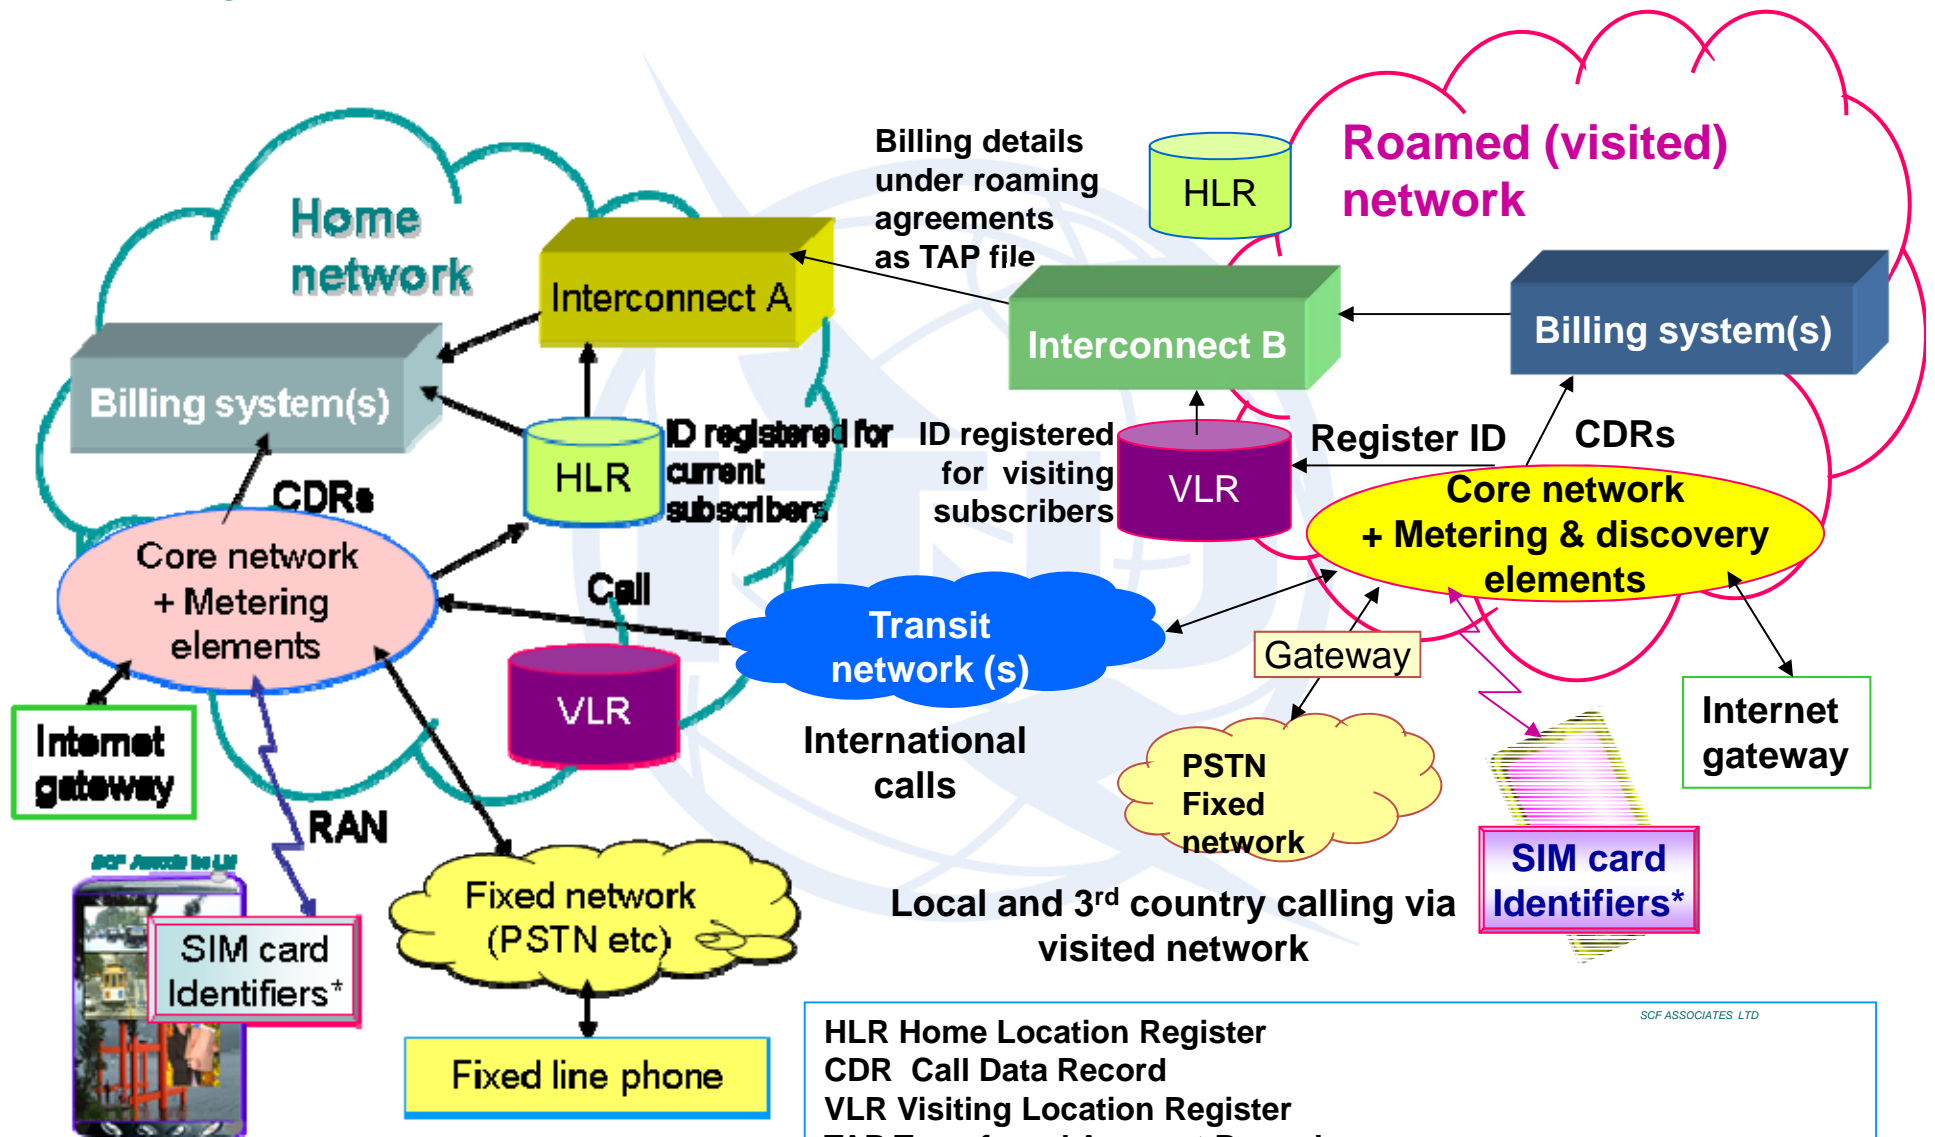 Home
network
Billing details
under roaming
agreements
as TAP file
HLR
Roamed (visited)
network
Interconnect A
Interconnect B
Billing system(s)
Billing system(s)
HLR
ID registered for
current
subscribers
ID registered
for visiting
subscribers
VLR
Register ID
CDRs
CDRs
Core network
+ Metering
elements
Core network
+ Metering & discovery
elements
Call
Transit
network (s)
VLR
Gateway
Internet
gateway
Internet
gateway
International
calls
PSTN
Fixed
network
RAN
SIM card
Identifiers*
SCF Associates Ltd
SIM card
Identifiers*
Fixed network
(PSTN etc)
Local and 3rd country calling via
visited network
Fixed line phone
SCF ASSOCIATES LTD
HLR Home Location Register
CDR Call Data Record
VLR Visiting Location Register